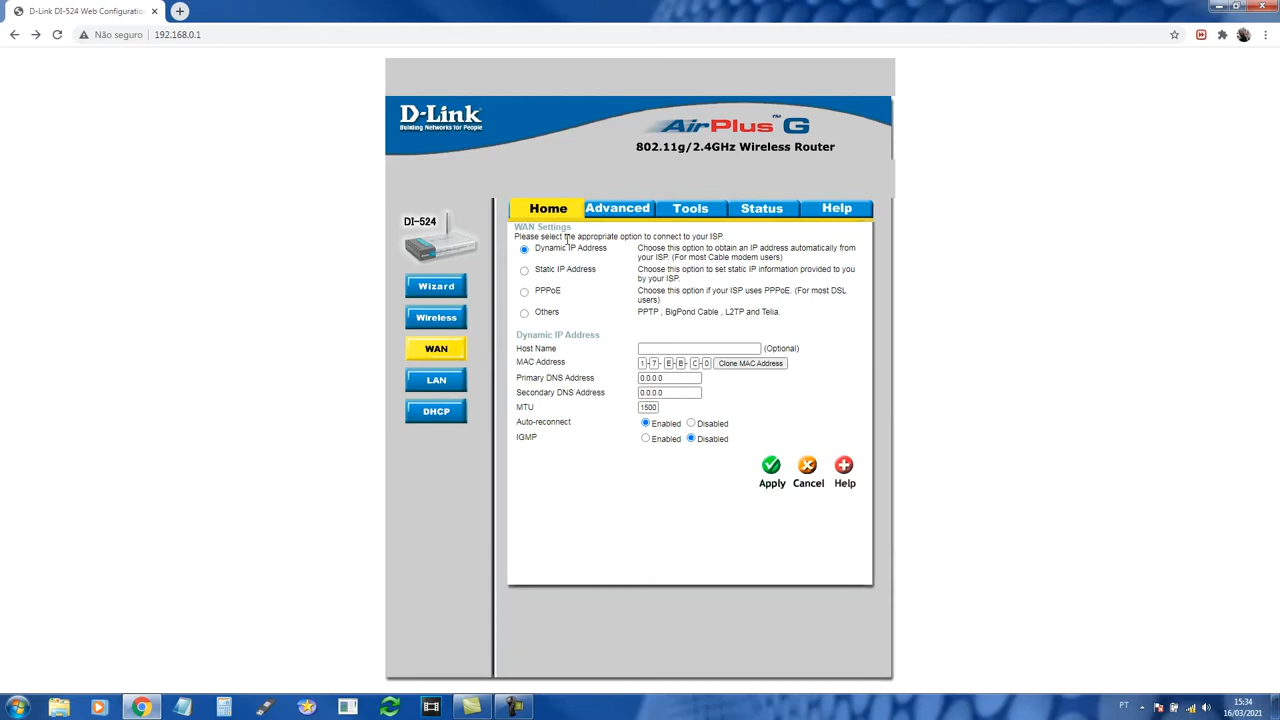 D-Link DI-524 Web Configuratio
Não seguro 192.168.0.1
D-Link
Building Networks for People
AirPlus™ G
802.11g/2.4GHz Wireless Router
DI-524
Home Advanced Tools Status Help
Wizard
Wireless
WAN
LAN
DHCP
WAN Settings
Please select the appropriate option to connect to your ISP.
Dynamic IP Address Choose this option to obtain an IP address automatically from
your ISP. (For most Cable modem users)
Static IP Address Choose this option to set static IP information provided to you
by your ISP.
PPPoE Choose this option if your ISP uses PPPoE. (For most DSL
users)
Others PPTP , BigPond Cable , L2TP and Telia.
Dynamic IP Address
Host Name (Optional)
MAC Address 1 - 7 - E - B - C - 0 Clone MAC Address
Primary DNS Address 0.0.0.0
Secondary DNS Address 0.0.0.0
MTU 1500
Auto-reconnect Enabled Disabled
IGMP Enabled Disabled
Apply Cancel Help
PT 15:34
16/03/2021